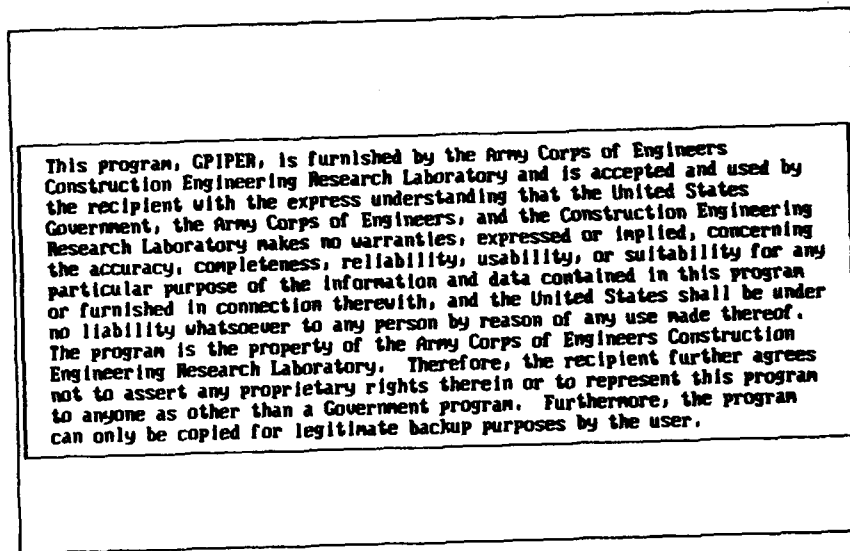 This program, GPIPER, is furnished by the Army Corps of Engineers
Construction Engineering Research Laboratory and is accepted and used by
the recipient with the express understanding that the United States
Government, the Army Corps of Engineers, and the Construction Engineering
Research Laboratory makes no warranties, expressed or implied, concerning
the accuracy, completeness, reliability, usability, or suitability for any
particular purpose of the information and data contained in this program
or furnished in connection therewith, and the United States shall be under
no liability whatsoever to any person by reason of any use made thereof.
The program is the property of the Army Corps of Engineers Construction
Engineering Research Laboratory. Therefore, the recipient further agrees
not to assert any proprietary rights therein or to represent this program
to anyone as other than a Government program. Furthermore, the program
can only be copied for legitimate backup purposes by the user.